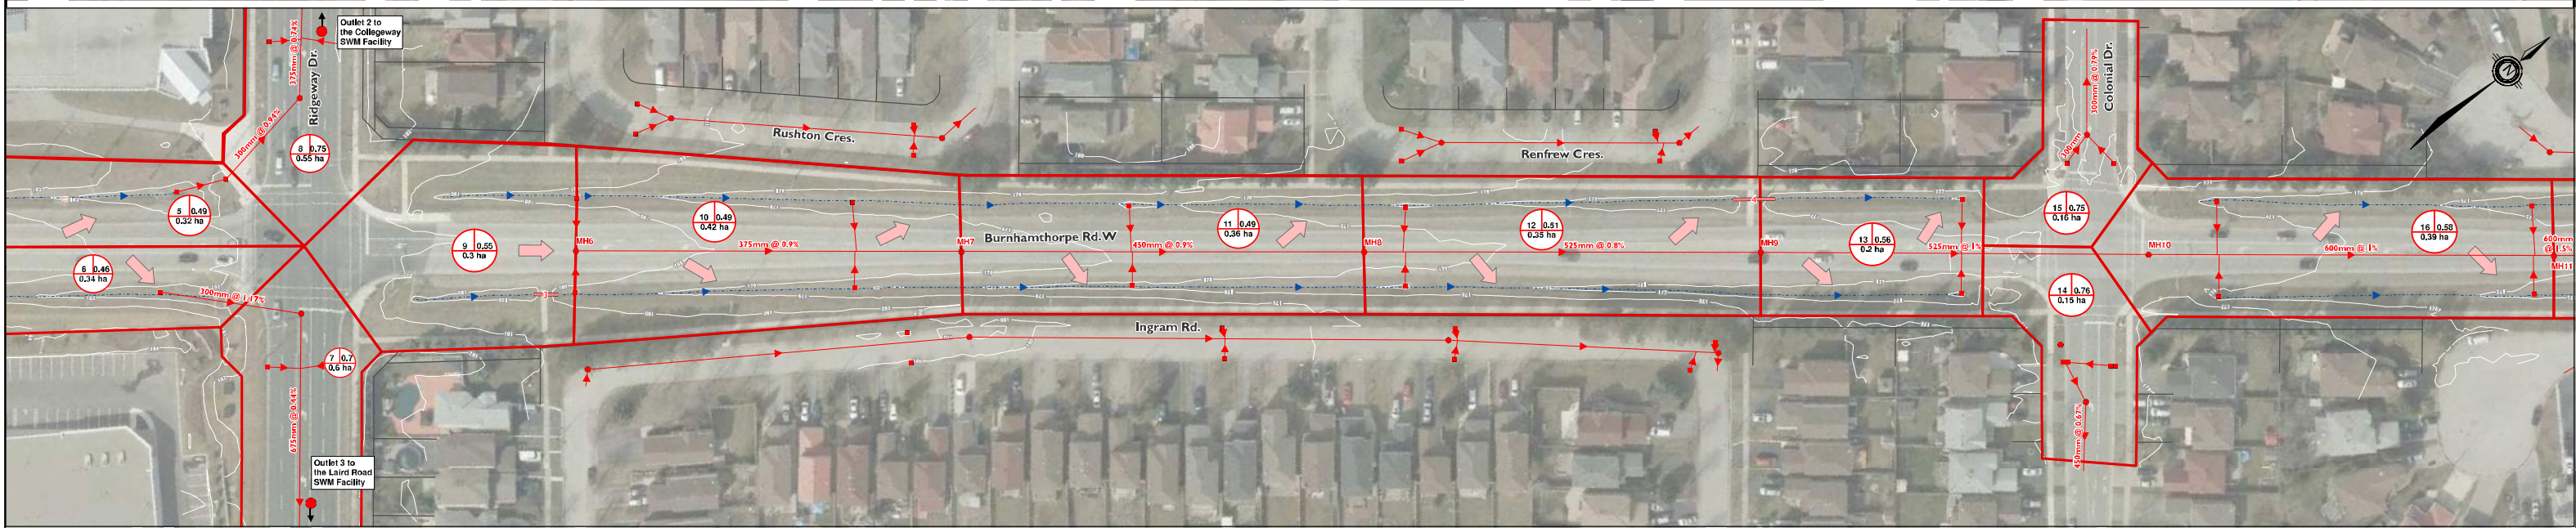 Outlet 2 to
the Collegeway
SWM Facility
375mm @ 0.74%
Ridgeway Dr.
300mm @ 0.94%
8 0.75
0.55 ha
5 0.49
0.32 ha
6 0.46
0.34 ha
300mm @ 1.17%
7 0.7
0.6 ha
675mm @ 0.44%
Outlet 3 to
the Laird Road
SWM Facility
9 0.55
0.3 ha
MH6
10 0.49
0.42 ha
375mm @ 0.9%
Rushton Cres.
MH7
Burnhamthorpe Rd.W
450mm @ 0.9%
11 0.49
0.36 ha
Ingram Rd.
MH8
Renfrew Cres.
12 0.51
0.35 ha
525mm @ 0.8%
MH9
13 0.56
0.2 ha
525mm @ 1%
Colonial Dr.
300mm @ 0.79%
300mm
15 0.75
0.16 ha
14 0.76
0.15 ha
450mm @ 0.67%
MH10
600mm @ 1%
16 0.58
0.39 ha
600mm
@ 1.5%
MH11
N